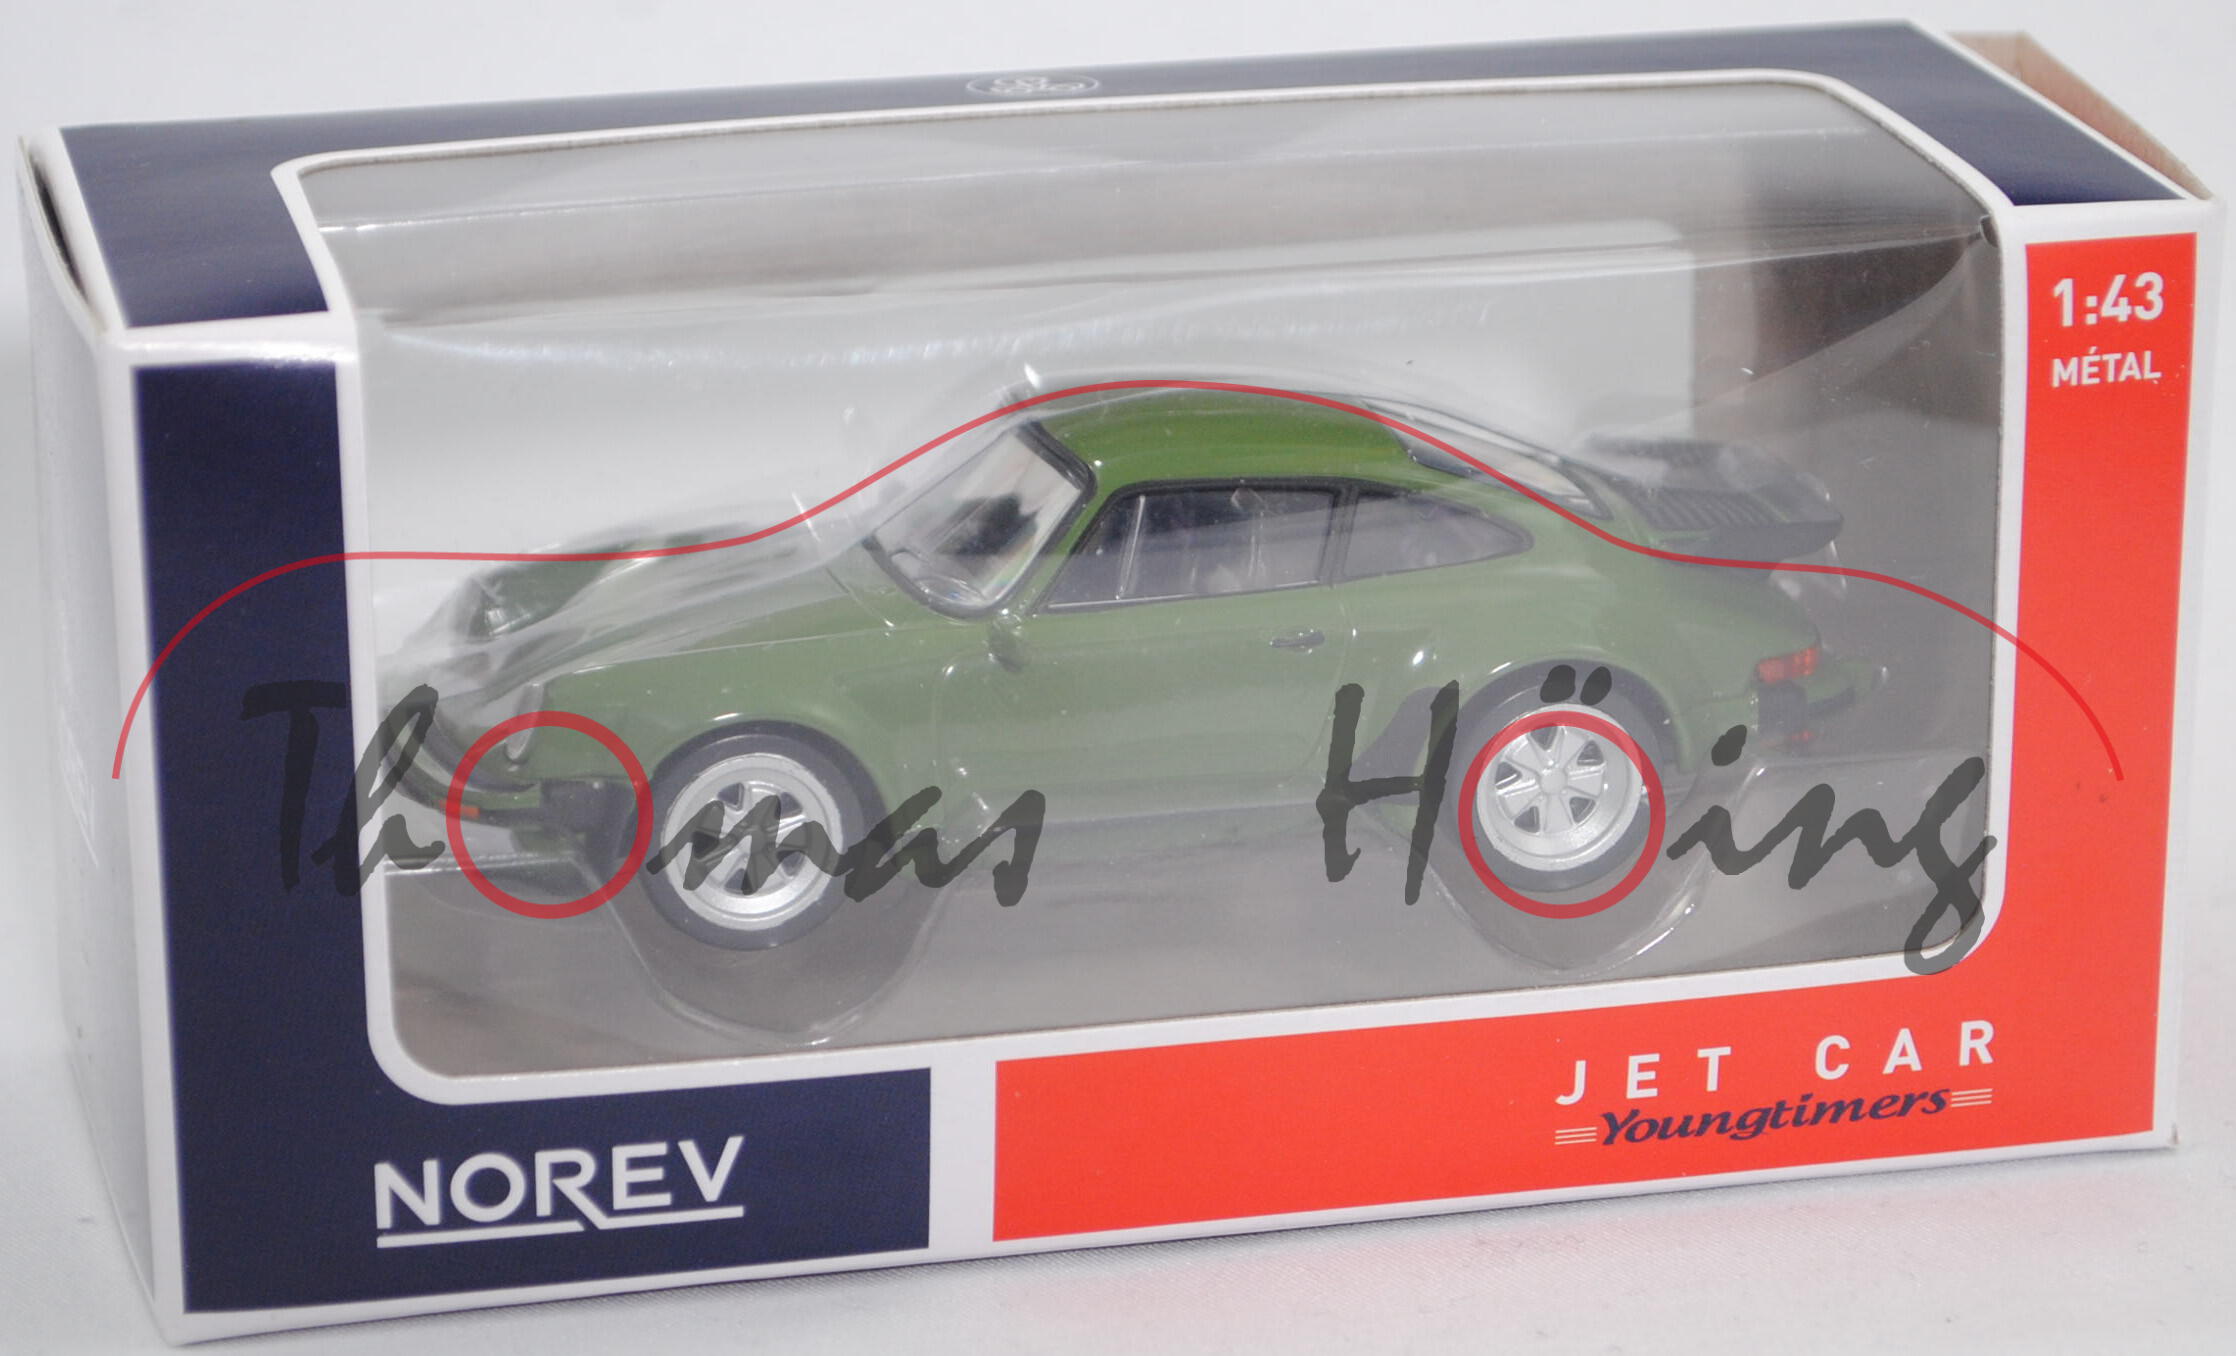 1:43
MÉTAL
Thomas Höing
JET CAR
Youngtimers
NOREV